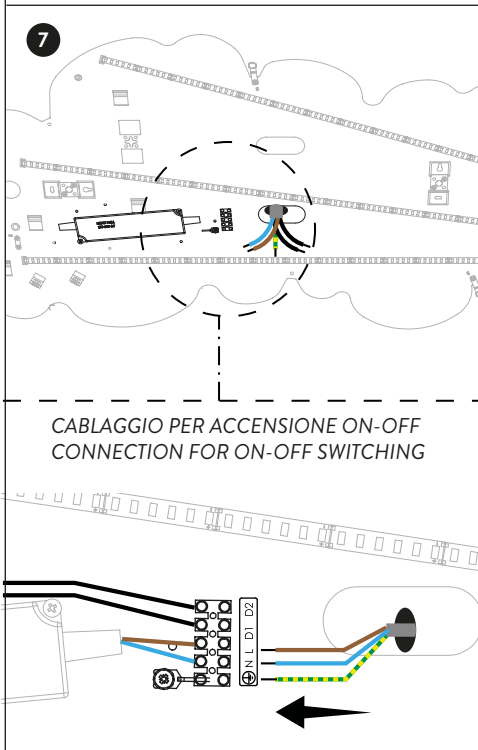 7
CABLAGGIO PER ACCENSIONE ON-OFF
CONNECTION FOR ON-OFF SWITCHING
N L D1 D2